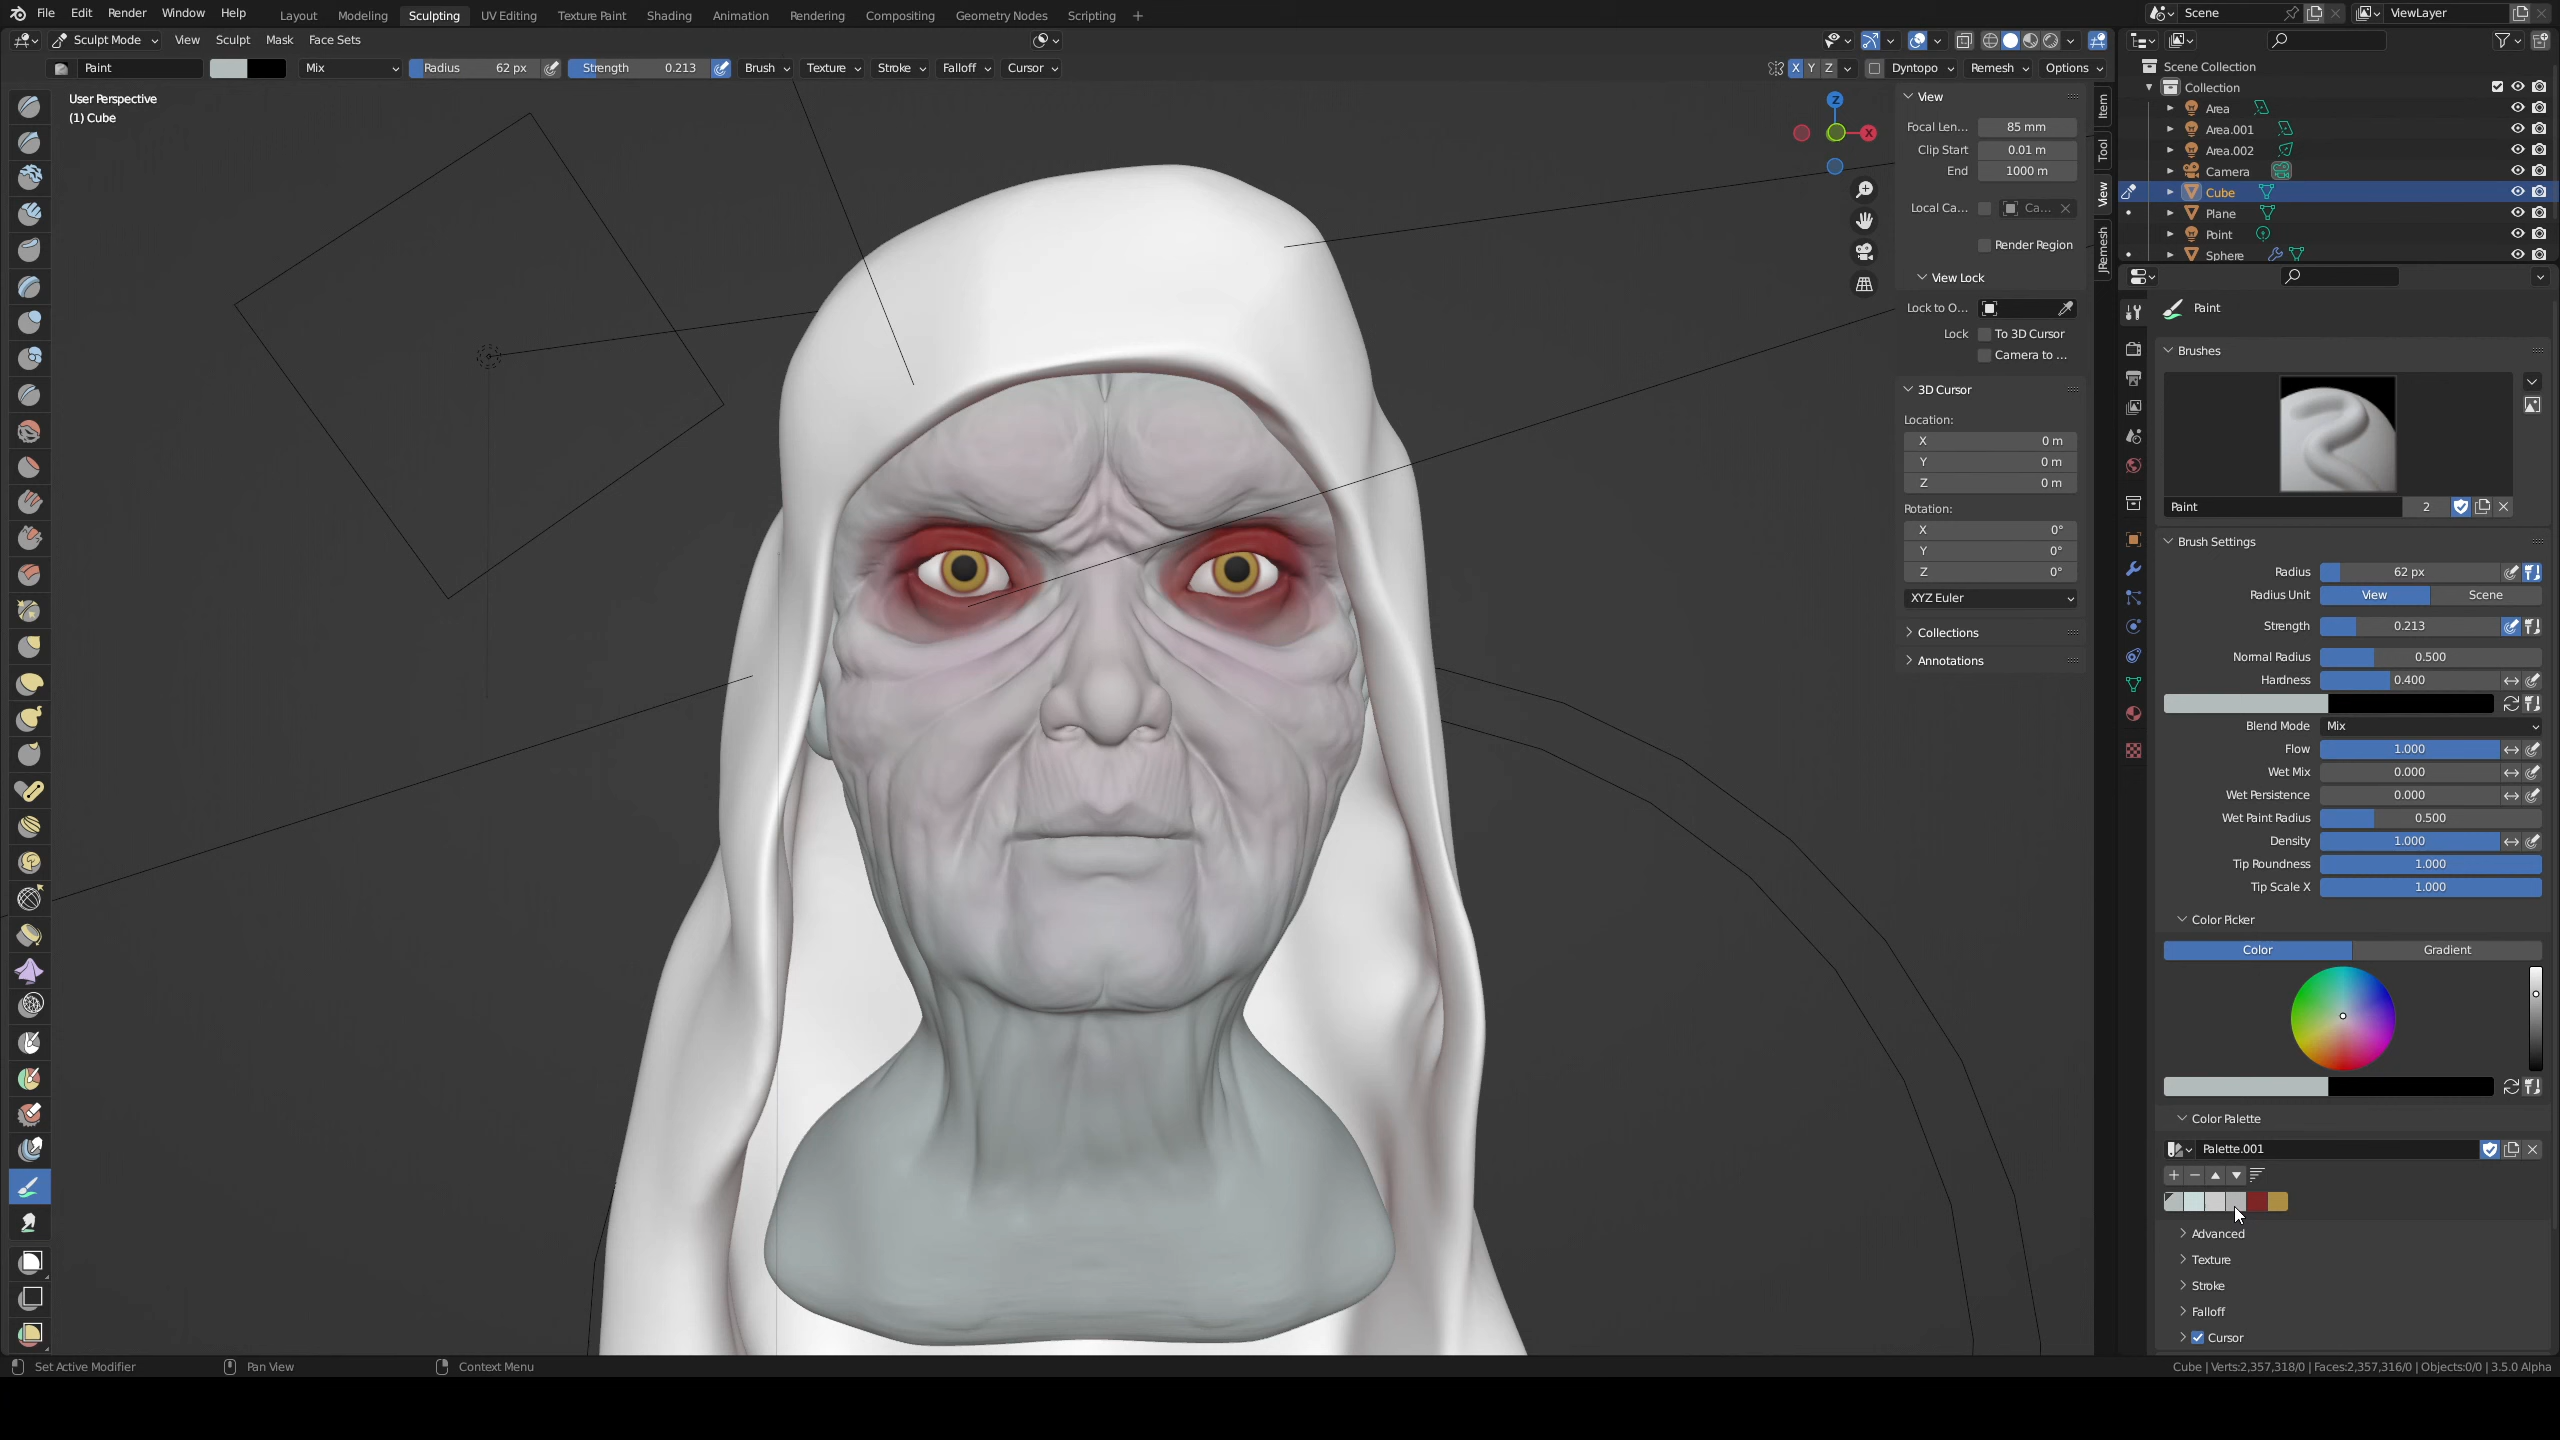 File Edit Render Window Help Layout Modeling Sculpting UV Editing Texture Paint Shading Animation Rendering Compositing Geometry Nodes Scripting + Scene ViewLayer
Sculpt Mode View Sculpt Mask Face Sets
Paint Mix Radius 62 px Strength 0.213 Brush Texture Stroke Falloff Cursor X Y Z Dyntopo Remesh Options
User Perspective
(1) Cube
Z
X
View
Focal Len... 85 mm
Clip Start 0.01 m
End 1000 m
Local Ca... Ca...
Render Region
View Lock
Lock to O...
Lock To 3D Cursor
Camera to ...
3D Cursor
Location:
X 0 m
Y 0 m
Z 0 m
Rotation:
X 0°
Y 0°
Z 0°
XYZ Euler
Collections
Annotations
Item
Tool
View
JRemesh
Scene Collection
Collection
Area
Area.001
Area.002
Camera
Cube
Plane
Point
Sphere
Paint
Brushes
Paint 2
Brush Settings
Radius 62 px
Radius Unit View Scene
Strength 0.213
Normal Radius 0.500
Hardness 0.400
Blend Mode Mix
Flow 1.000
Wet Mix 0.000
Wet Persistence 0.000
Wet Paint Radius 0.500
Density 1.000
Tip Roundness 1.000
Tip Scale X 1.000
Color Picker
Color Gradient
Color Palette
Palette.001
Advanced
Texture
Stroke
Falloff
Cursor
Set Active Modifier Pan View Context Menu Cube | Verts:2,357,318/0 | Faces:2,357,316/0 | Objects:0/0 | 3.5.0 Alpha